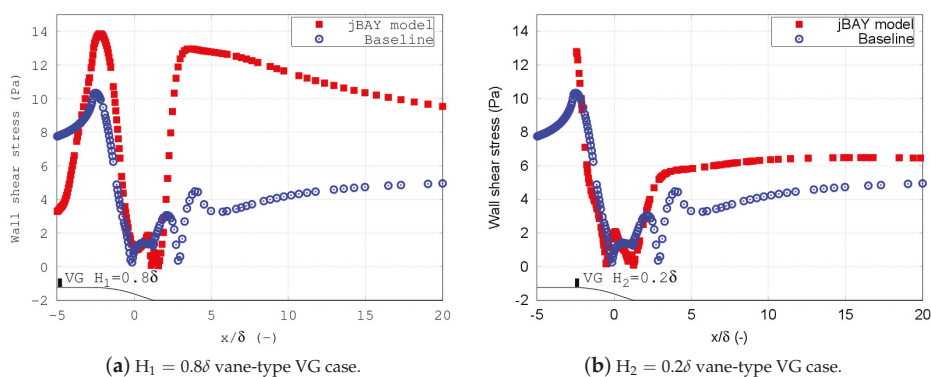 14
12
10
8
6
4
2
0
−2
Wall shear stress (Pa)
jBAY model
Baseline
VG H₁=0.8δ
−5
0
5
10
15
20
x/δ (−)
(a) H₁ = 0.8δ vane-type VG case.
14
12
10
8
6
4
2
0
−2
Wall shear stress (Pa)
jBAY model
Baseline
VG H₂=0.2δ
-5
0
5
10
15
20
x/δ (-)
(b) H₂ = 0.2δ vane-type VG case.